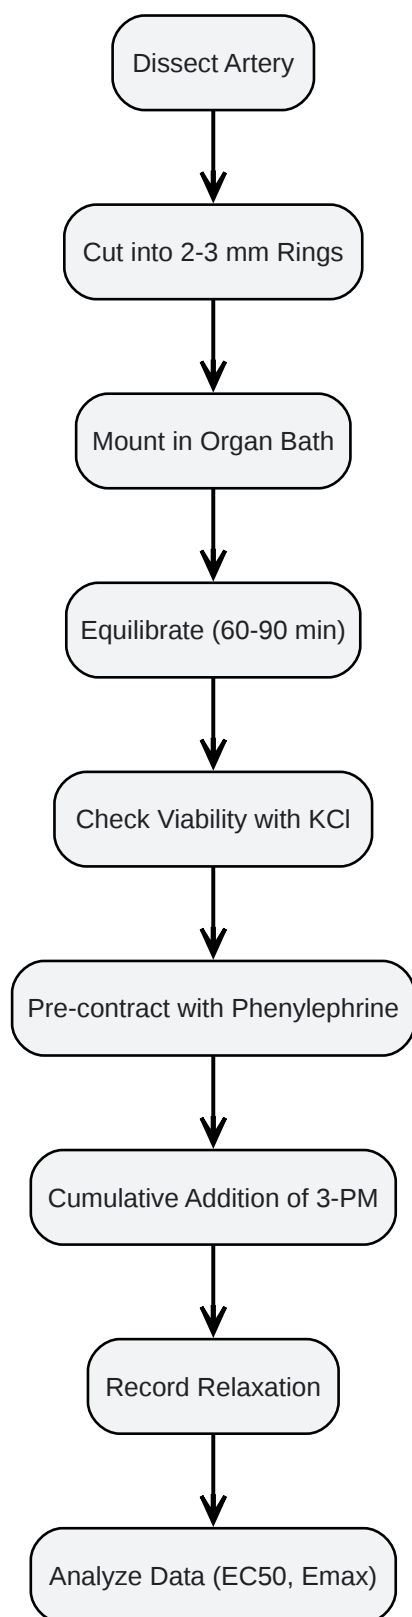 Dissect Artery
Cut into 2-3 mm Rings
Mount in Organ Bath
Equilibrate (60-90 min)
Check Viability with KCl
Pre-contract with Phenylephrine
Cumulative Addition of 3-PM
Record Relaxation
Analyze Data (EC50, Emax)